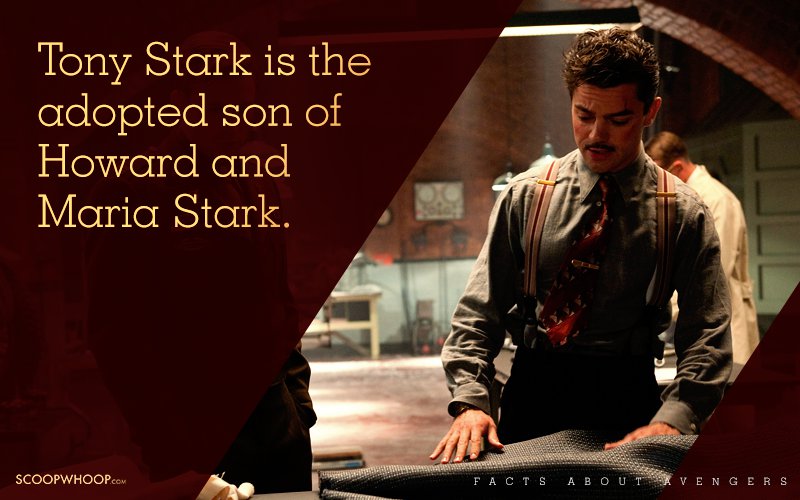 Tony Stark is the
adopted son of
Howard and
Maria Stark.
SCOOPWHOOP.COM
FACTS ABOUT AVENGERS